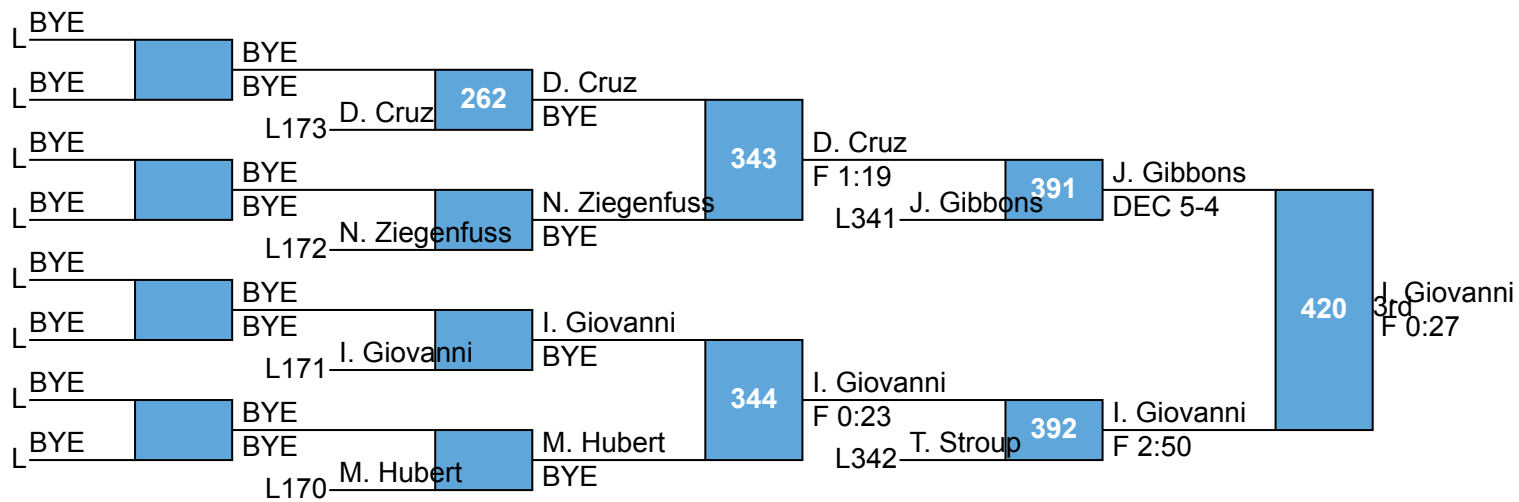 BYE
L
BYE
BYE
BYE
L
D. Cruz
262
D. Cruz
BYE
L173
BYE
L
BYE
BYE
BYE
L
N. Ziegenfuss
N. Ziegenfuss
BYE
L172
343
D. Cruz
F 1:19
J. Gibbons
L341
391
J. Gibbons
DEC 5-4
BYE
L
BYE
BYE
BYE
L
I. Giovanni
I. Giovanni
BYE
L171
BYE
L
BYE
BYE
BYE
L
M. Hubert
M. Hubert
BYE
L170
344
I. Giovanni
F 0:23
T. Stroup
L342
392
I. Giovanni
F 2:50
420
I. Giovanni
3rd
F 0:27